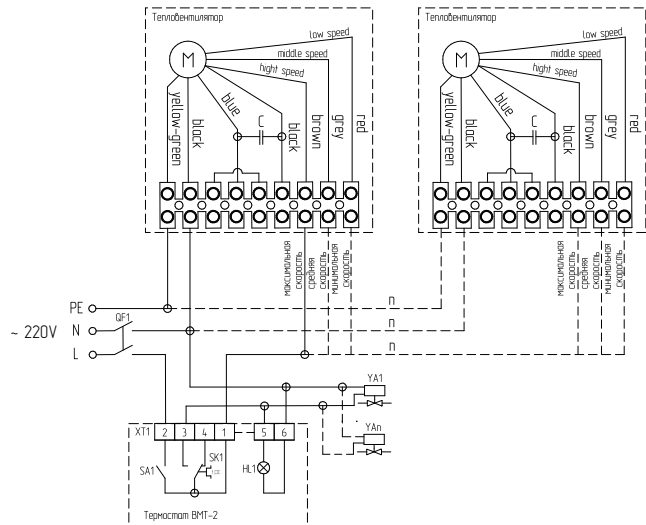 Тепловентилятор
Тепловентилятор
low speed
middle speed
hight speed
M
low speed
middle speed
hight speed
M
yellow-green
black
blue
C
black
brown
grey
red
yellow-green
black
blue
C
black
brown
grey
red
максимальная скорость
средняя скорость
минимальная скорость
максимальная скорость
средняя скорость
минимальная скорость
PE
п
~ 220V
N
QF1
п
L
п
YA1
YAn
XT1
2
3
4
1
5
6
SA1
SK1
HL1
Термостат ВМТ-2